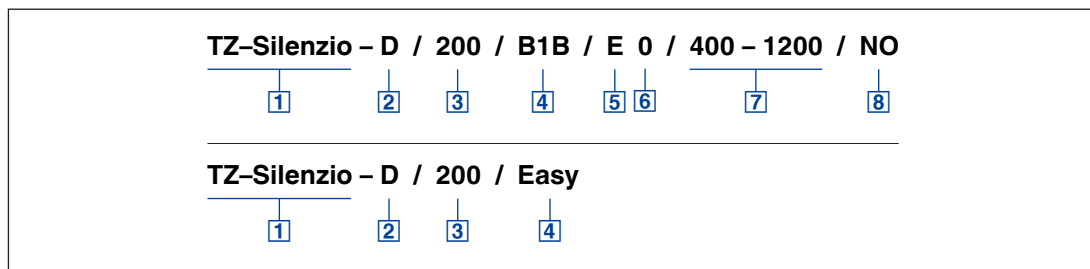 TZ–Silenzio – D / 200 / B1B / E 0 / 400 – 1200 / NO
1 2 3 4 5 6 7 8
TZ–Silenzio – D / 200 / Easy
1 2 3 4